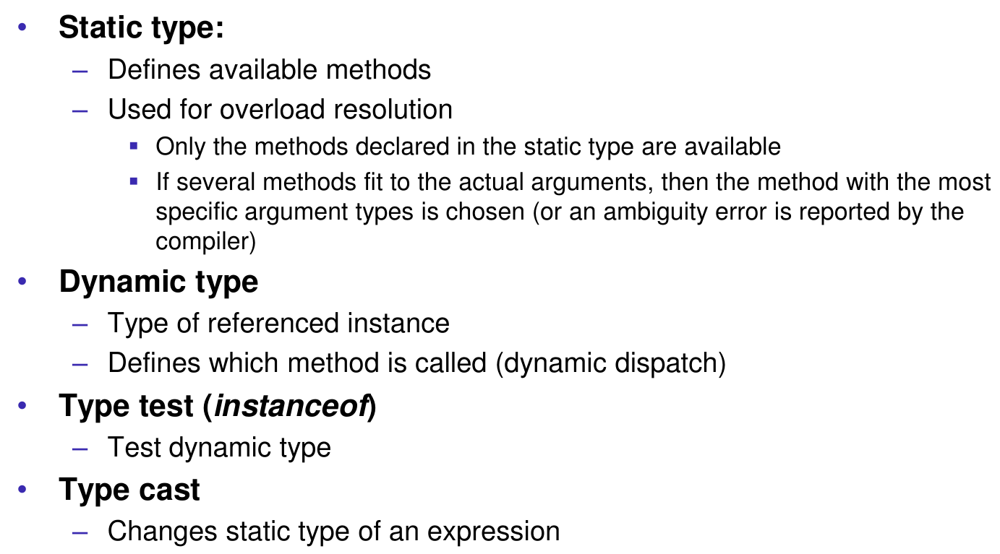 • Static type:
– Defines available methods
– Used for overload resolution
▪ Only the methods declared in the static type are available
▪ If several methods fit to the actual arguments, then the method with the most
specific argument types is chosen (or an ambiguity error is reported by the
compiler)
• Dynamic type
– Type of referenced instance
– Defines which method is called (dynamic dispatch)
• Type test (instanceof)
– Test dynamic type
• Type cast
– Changes static type of an expression